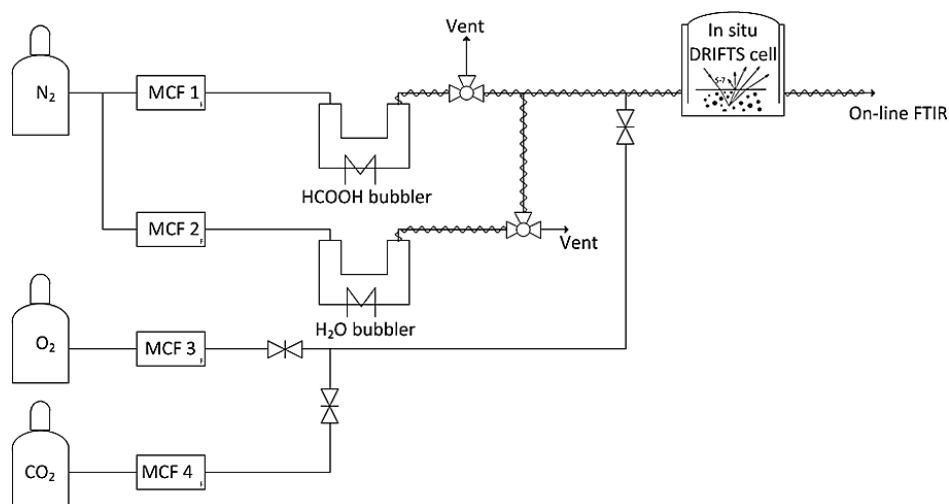 Vent
In situ
DRIFTS cell
N₂
MCF 1
F
On-line FTIR
HCOOH bubbler
MCF 2
F
Vent
H₂O bubbler
O₂
MCF 3
F
CO₂
MCF 4
F